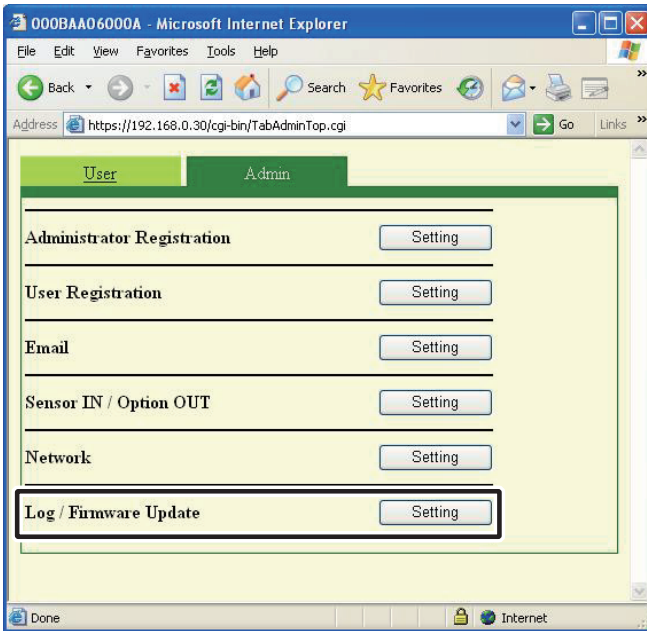 000BAA06000A - Microsoft Internet Explorer
File Edit View Favorites Tools Help
Back Search Favorites
Address https://192.168.0.30/cgi-bin/TabAdminTop.cgi Go Links
User Admin
Administrator Registration Setting
User Registration Setting
Email Setting
Sensor IN / Option OUT Setting
Network Setting
Log / Firmware Update Setting
Done Internet